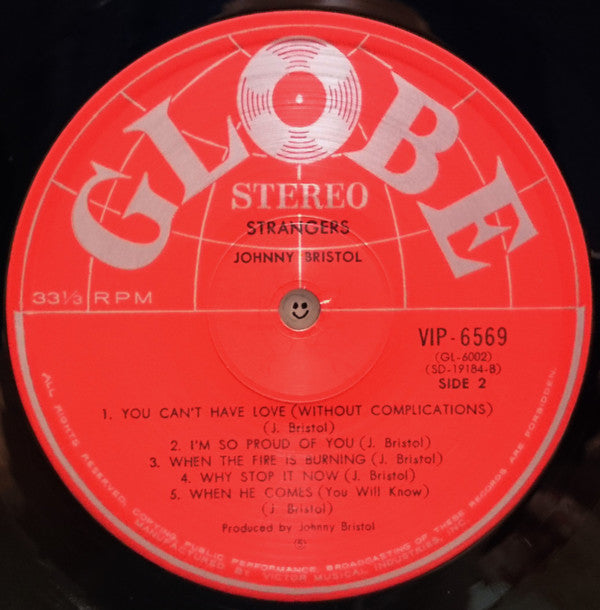 GLOBE
STEREO
STRANGERS
JOHNNY BRISTOL
33⅓ RPM
VIP-6569
(GL-6002)
(SD-19184-B)
SIDE 2
1. YOU CAN'T HAVE LOVE (WITHOUT COMPLICATIONS)
(J. Bristol)
2. I'M SO PROUD OF YOU (J. Bristol)
3. WHEN THE FIRE IS BURNING (J. Bristol)
4. WHY STOP IT NOW (J. Bristol)
5. WHEN HE COMES (You Will Know)
(J. Bristol)
Produced by Johnny Bristol
(5)
ALL RIGHTS RESERVED. COPYING, PUBLIC PERFORMANCE, BROADCASTING OF THESE RECORDS ARE FORBIDDEN.
MANUFACTURED BY VICTOR MUSICAL INDUSTRIES, INC.